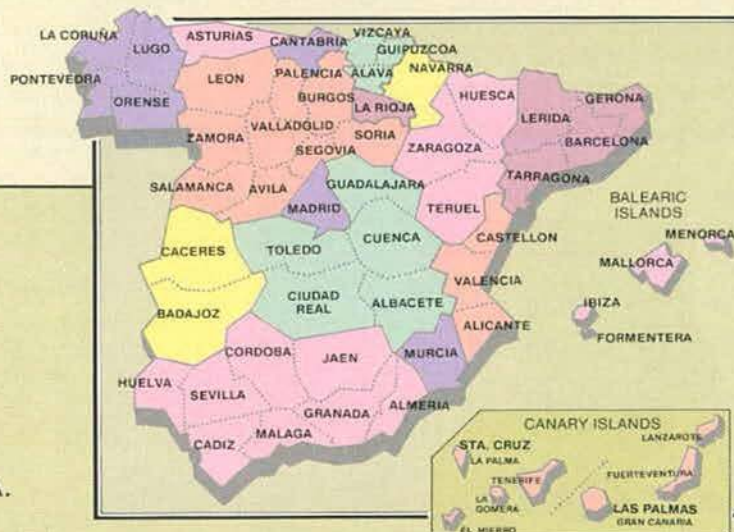 LA CORUÑA
LUGO
ASTURIAS
CANTABRIA
VIZCAYA
GUIPUZCOA
PONTEVEDRA
ORENSE
LEON
PALENCIA
ALAVA
NAVARRA
BURGOS
LA RIOJA
HUESCA
LERIDA
GERONA
BARCELONA
ZAMORA
VALLADOLID
SORIA
SEGOVIA
ZARAGOZA
TARRAGONA
SALAMANCA
AVILA
GUADALAJARA
MADRID
TERUEL
BALEARIC
ISLANDS
CACERES
TOLEDO
CUENCA
CASTELLON
MENORCA
MALLORCA
VALENCIA
IBIZA
BADAJOZ
CIUDAD
REAL
ALBACETE
ALICANTE
FORMENTERA
CORDOBA
JAEN
MURCIA
HUELVA
SEVILLA
GRANADA
ALMERIA
MALAGA
CADIZ
CANARY ISLANDS
STA. CRUZ
LA PALMA
LANZAROTE
TENERIFE
FUERTEVENTURA
LA
GOMERA
LAS PALMAS
GRAN CANARIA
EL HIERRO
A.